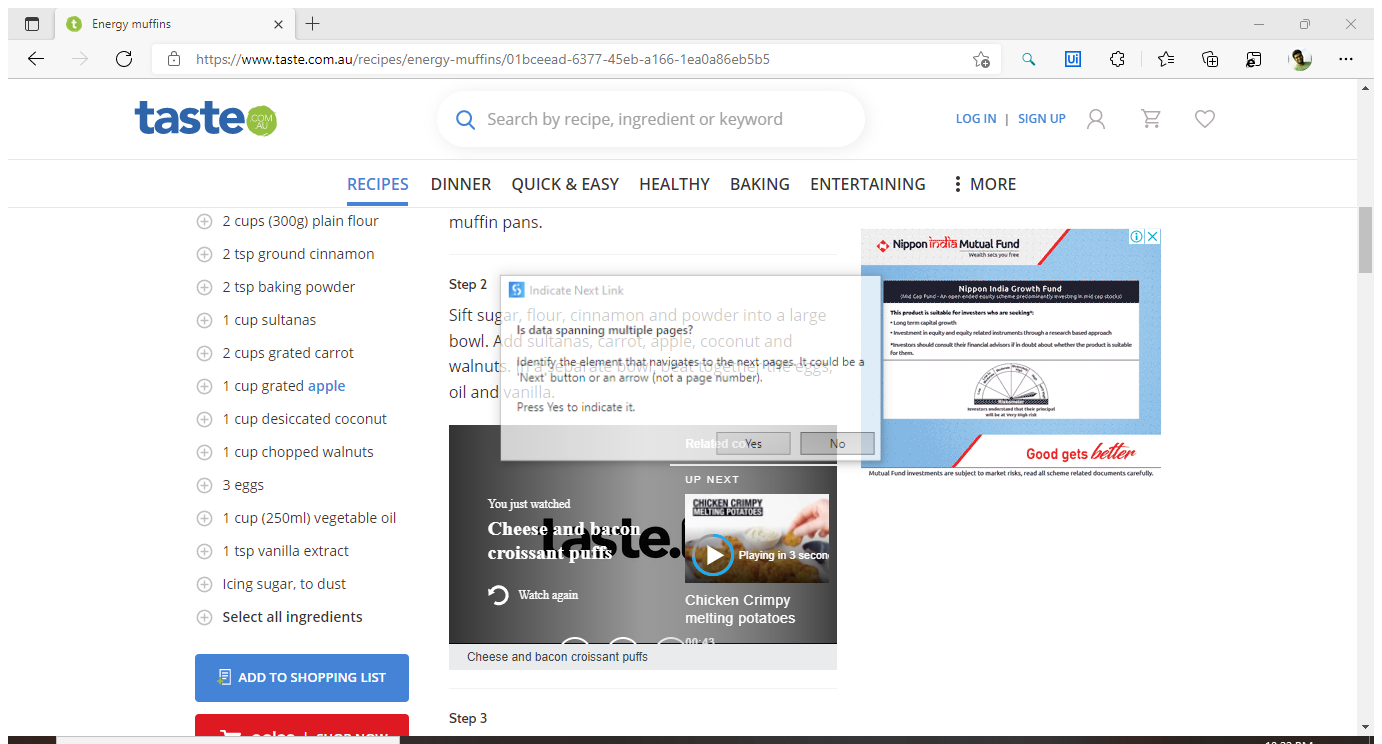 Energy muffins
https://www.taste.com.au/recipes/energy-muffins/01bceead-6377-45eb-a166-1ea0a86eb5b5
Ui
taste COM AU
Search by recipe, ingredient or keyword
LOG IN | SIGN UP
RECIPES DINNER QUICK & EASY HEALTHY BAKING ENTERTAINING MORE
2 cups (300g) plain flour
2 tsp ground cinnamon
2 tsp baking powder
1 cup sultanas
2 cups grated carrot
1 cup grated apple
1 cup desiccated coconut
1 cup chopped walnuts
3 eggs
1 cup (250ml) vegetable oil
1 tsp vanilla extract
Icing sugar, to dust
Select all ingredients
ADD TO SHOPPING LIST
coles | SHOP NOW
muffin pans.
Step 2
Sift sugar, flour, cinnamon and powder into a large
bowl. Add sultanas, carrot, apple, coconut and
walnuts. In a separate bowl, beat together the eggs,
oil and vanilla.
Indicate Next Link
Is data spanning multiple pages?
Identify the element that navigates to the next pages. It could be a
'Next' button or an arrow (not a page number).
Press Yes to indicate it.
Yes No
Related co
UP NEXT
You just watched
Cheese and bacon
croissant puffs
taste.
Watch again
CHICKEN CRIMPY
MELTING POTATOES
Playing in 3 secon
Chicken Crimpy
melting potatoes
00:43
Cheese and bacon croissant puffs
Step 3
Nippon india Mutual Fund
Wealth sets you free
Nippon India Growth Fund
(Mid Cap Fund - An open ended equity scheme predominantly investing in mid cap stocks)
This product is suitable for investors who are seeking*:
• Long term capital growth
• Investment in equity and equity related instruments through a research based approach
*Investors should consult their financial advisors if in doubt about whether the product is suitable
for them.
Riskometer
Investors understand that their principal
will be at Very High risk
Good gets better
Mutual Fund investments are subject to market risks, read all scheme related documents carefully.